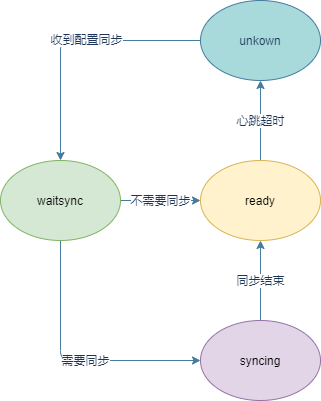 收到配置同步
unkown
心跳超时
waitsync
不需要同步
ready
同步结束
需要同步
syncing